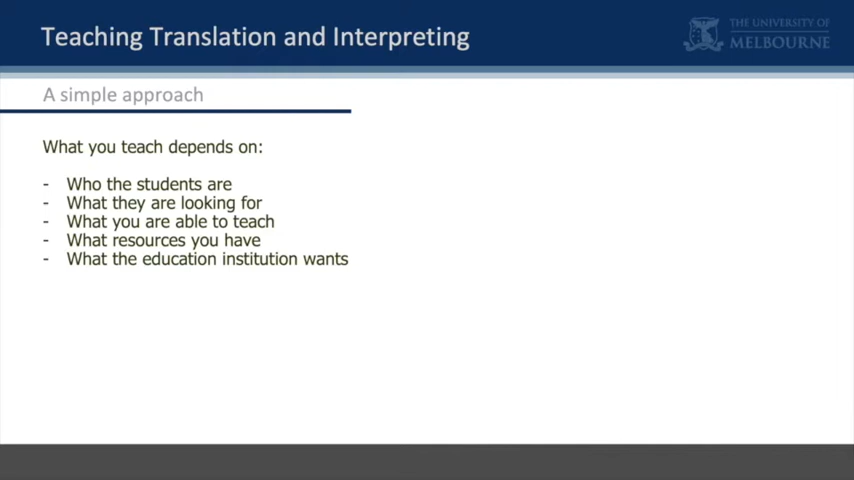 Teaching Translation and Interpreting
THE UNIVERSITY OF
MELBOURNE
A simple approach
What you teach depends on:
- Who the students are
- What they are looking for
- What you are able to teach
- What resources you have
- What the education institution wants